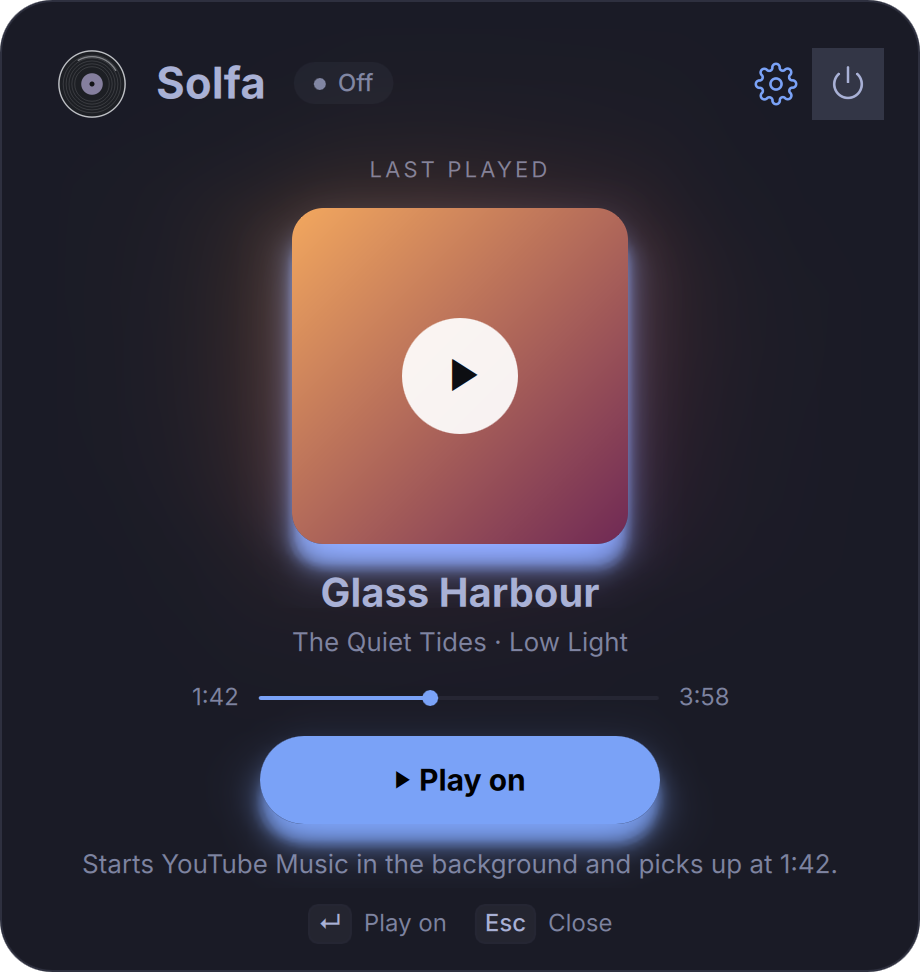 Solfa
Off
LAST PLAYED
Glass Harbour
The Quiet Tides · Low Light
1:42
3:58
Play on
Starts YouTube Music in the background and picks up at 1:42.
↵ Play on Esc Close